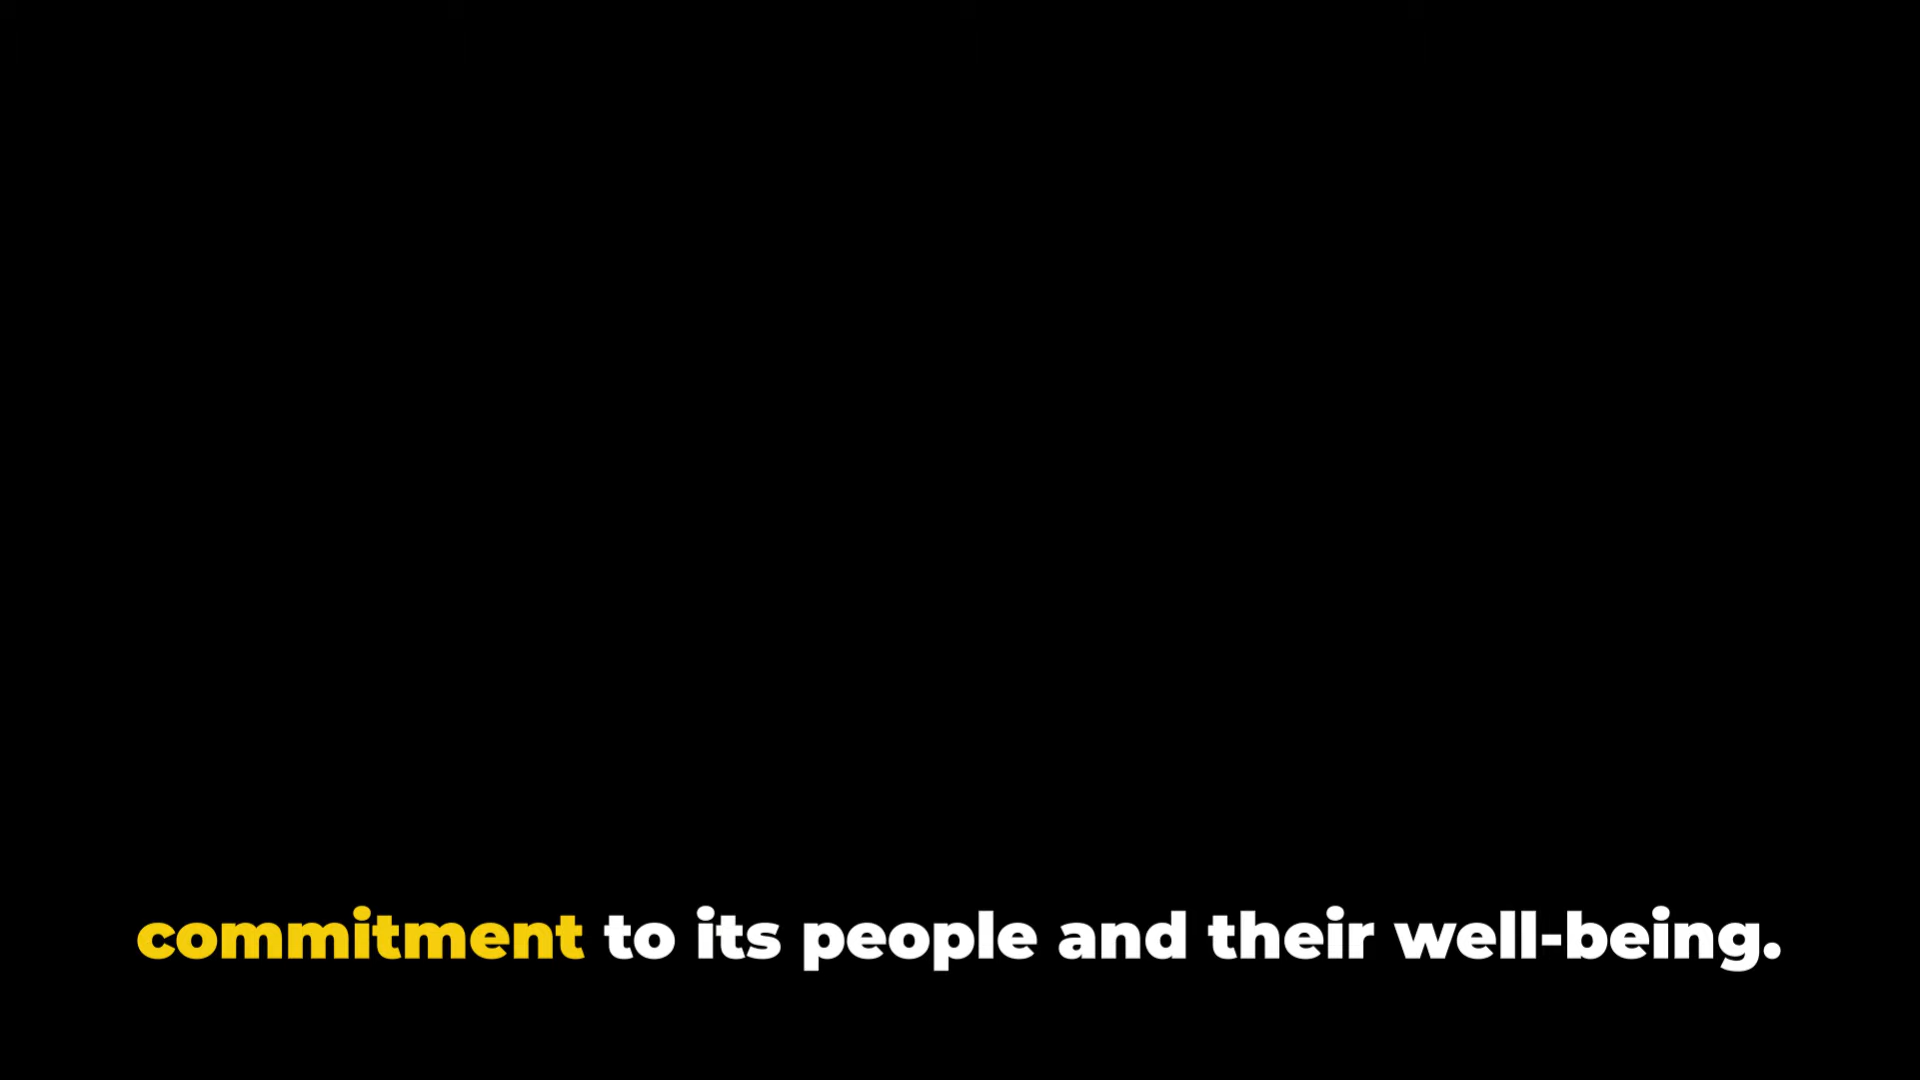 commitment to its people and their well-being.